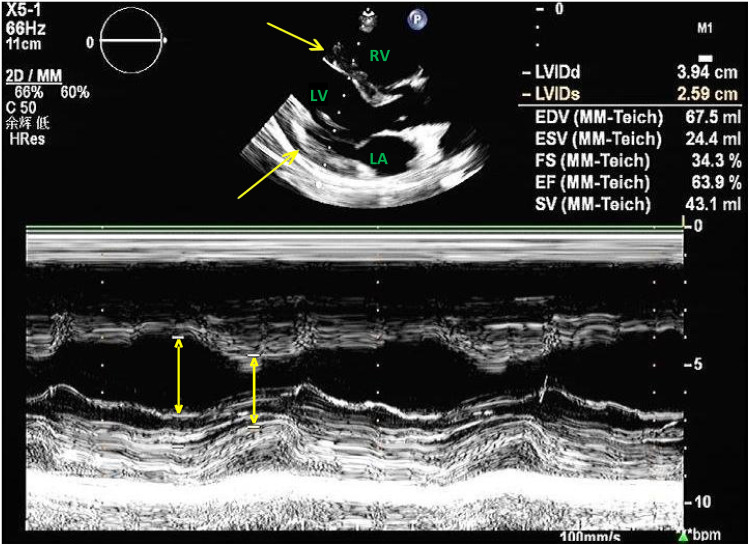 X5-1
66Hz
11cm
0
2D / MM
66% 60%
C 50
余辉 低
HRes
P
RV
LV
LA
0
M1
LVIDd 3.94 cm
LVIDs 2.59 cm
EDV (MM-Teich) 67.5 ml
ESV (MM-Teich) 24.4 ml
FS (MM-Teich) 34.3 %
EF (MM-Teich) 63.9 %
SV (MM-Teich) 43.1 ml
0
5
10
100mm/s *bpm